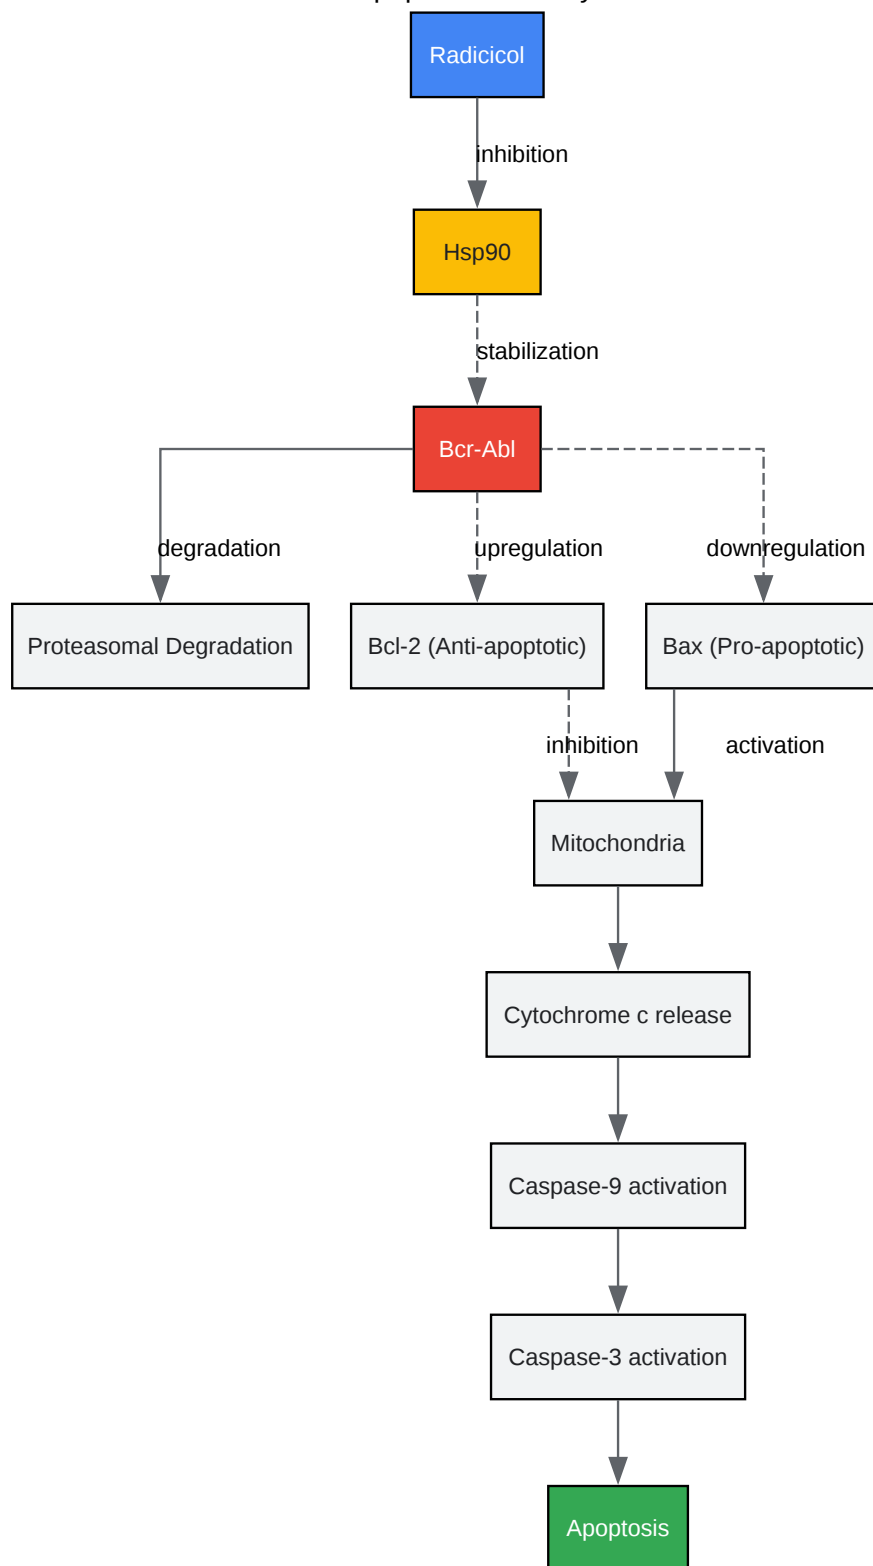 Radicicol
inhibition
Hsp90
stabilization
Bcr-Abl
degradation
upregulation
downregulation
Proteasomal Degradation
Bcl-2 (Anti-apoptotic)
Bax (Pro-apoptotic)
inhibition
activation
Mitochondria
Cytochrome c release
Caspase-9 activation
Caspase-3 activation
Apoptosis